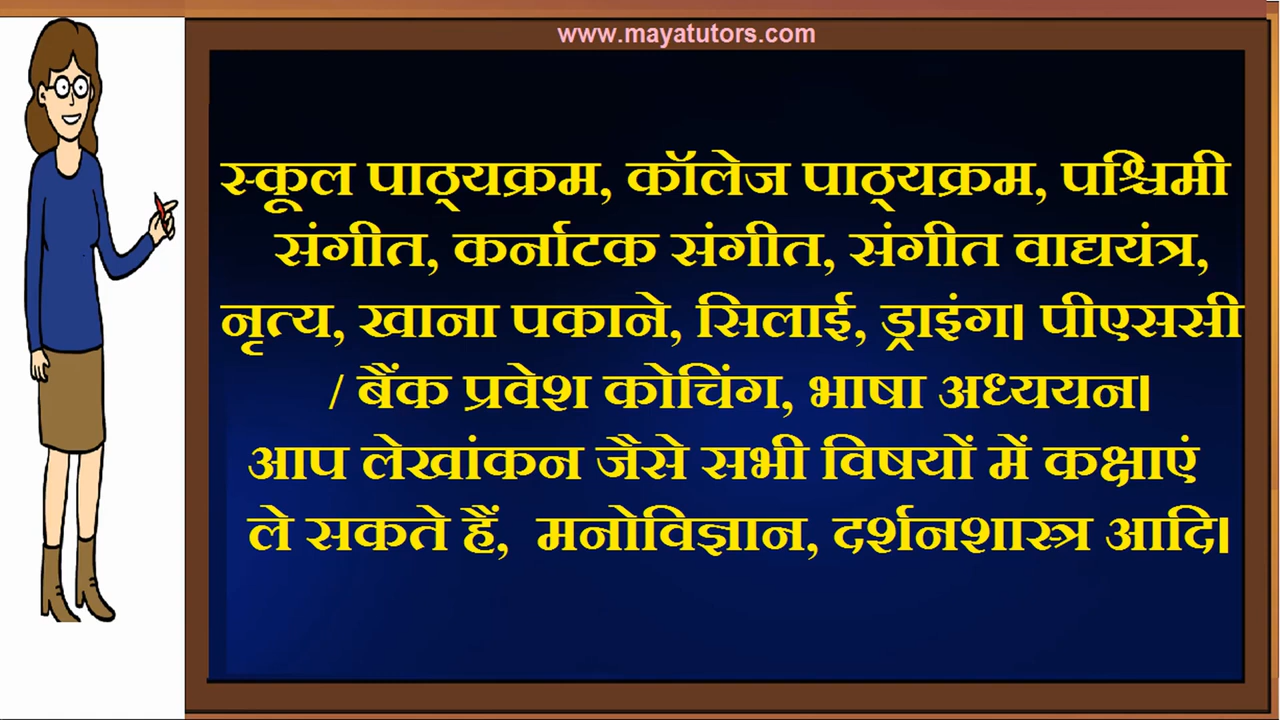 www.mayatutors.com
स्कूल पाठ्यक्रम, कॉलेज पाठ्यक्रम, पश्चिमी
संगीत, कर्नाटक संगीत, संगीत वाद्ययंत्र,
नृत्य, खाना पकाने, सिलाई, ड्राइंग। पीएससी
/ बैंक प्रवेश कोचिंग, भाषा अध्ययन।
आप लेखांकन जैसे सभी विषयों में कक्षाएं
ले सकते हैं, मनोविज्ञान, दर्शनशास्त्र आदि।